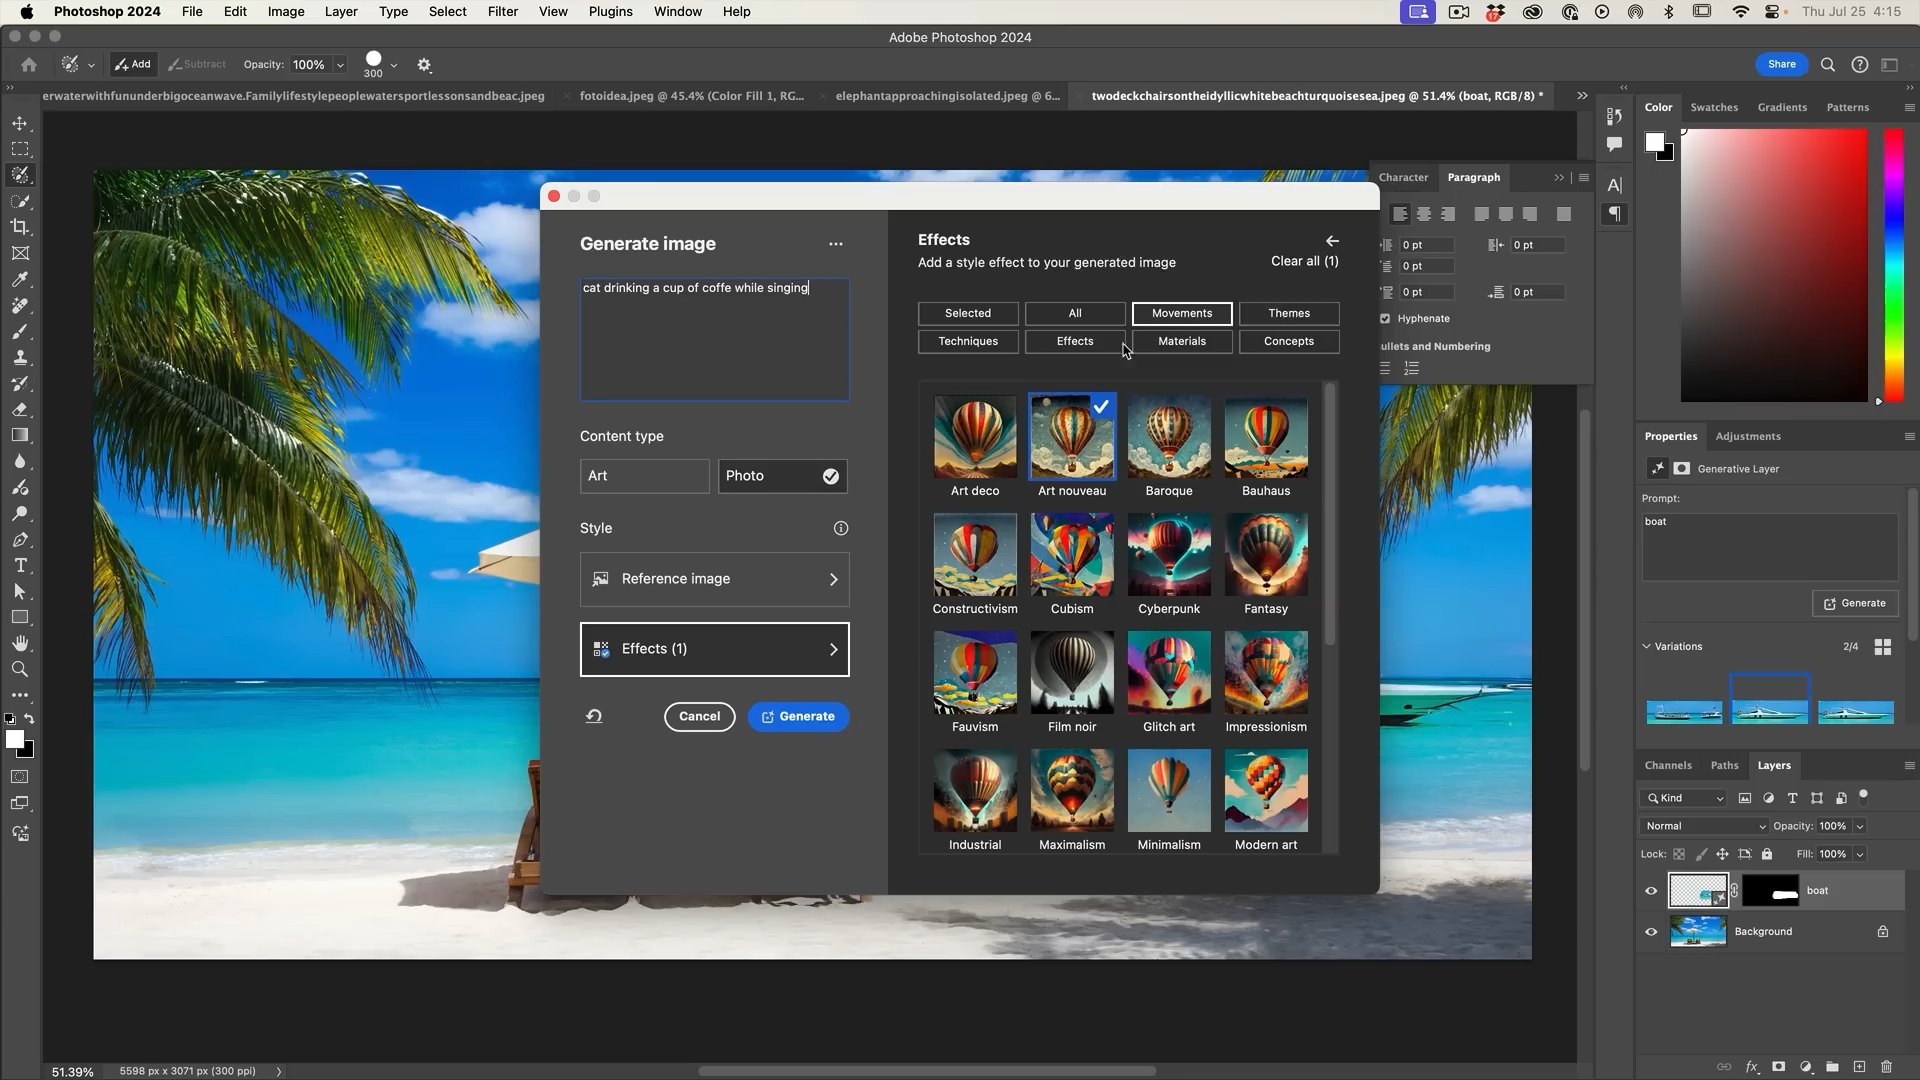 Photoshop 2024 File Edit Image Layer Type Select Filter View Plugins Window Help 17 Thu Jul 25 4:15
Adobe Photoshop 2024
Add Subtract Opacity: 100% 300 Share
erwaterwithfununderbigoceanwave.Familylifestylepeoplewatersportlessonsandbeac.jpeg fotoidea.jpeg @ 45.4% (Color Fill 1, RG... elephantapproachingisolated.jpeg @ 6... twodeckchairsontheidyllicwhitebeachturquoisesea.jpeg @ 51.4% (boat, RGB/8) *
Color Swatches Gradients Patterns
Character Paragraph
0 pt 0 pt
0 pt
0 pt 0 pt
Hyphenate
ullets and Numbering
Generate image
cat drinking a cup of coffe while singing
Content type
Art Photo
Style
Reference image
Effects (1)
Cancel Generate
Effects
Add a style effect to your generated image Clear all (1)
Selected All Movements Themes
Techniques Effects Materials Concepts
Art deco Art nouveau Baroque Bauhaus
Constructivism Cubism Cyberpunk Fantasy
Fauvism Film noir Glitch art Impressionism
Industrial Maximalism Minimalism Modern art
Properties Adjustments
Generative Layer
Prompt:
boat
Generate
Variations 2/4
Channels Paths Layers
Kind
Normal Opacity: 100%
Lock: Fill: 100%
boat
Background
51.39% 5598 px x 3071 px (300 ppi)